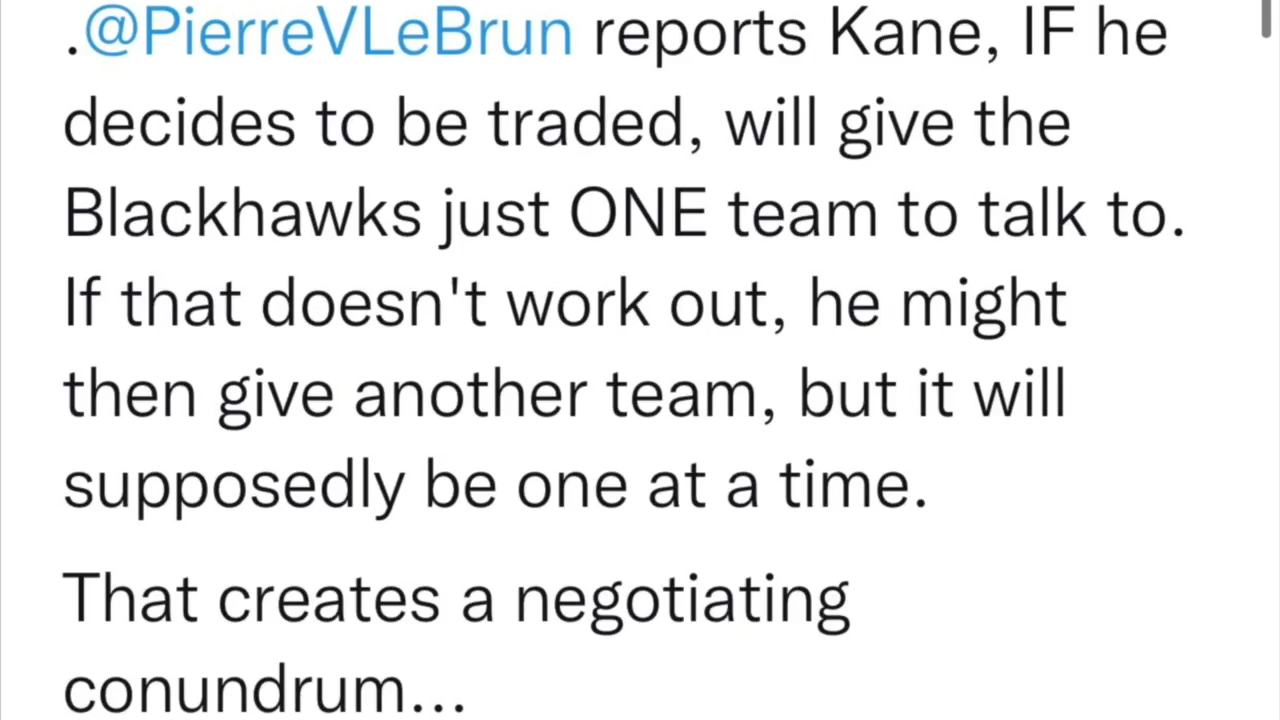 .@PierreVLeBrun reports Kane, IF he
decides to be traded, will give the
Blackhawks just ONE team to talk to.
If that doesn't work out, he might
then give another team, but it will
supposedly be one at a time.
That creates a negotiating
conundrum...